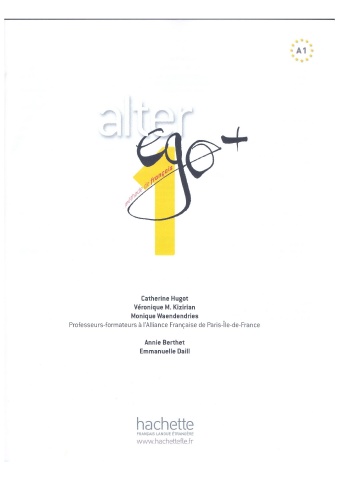 A1
alter
ego+
méthode de français
1
Catherine Hugot
Véronique M. Kizirian
Monique Waendendries
Professeurs-formateurs à l'Alliance Française de Paris-Île-de-France
Annie Berthet
Emmanuelle Daill
hachette
FRANÇAIS LANGUE ÉTRANGÈRE
www.hachettefle.fr